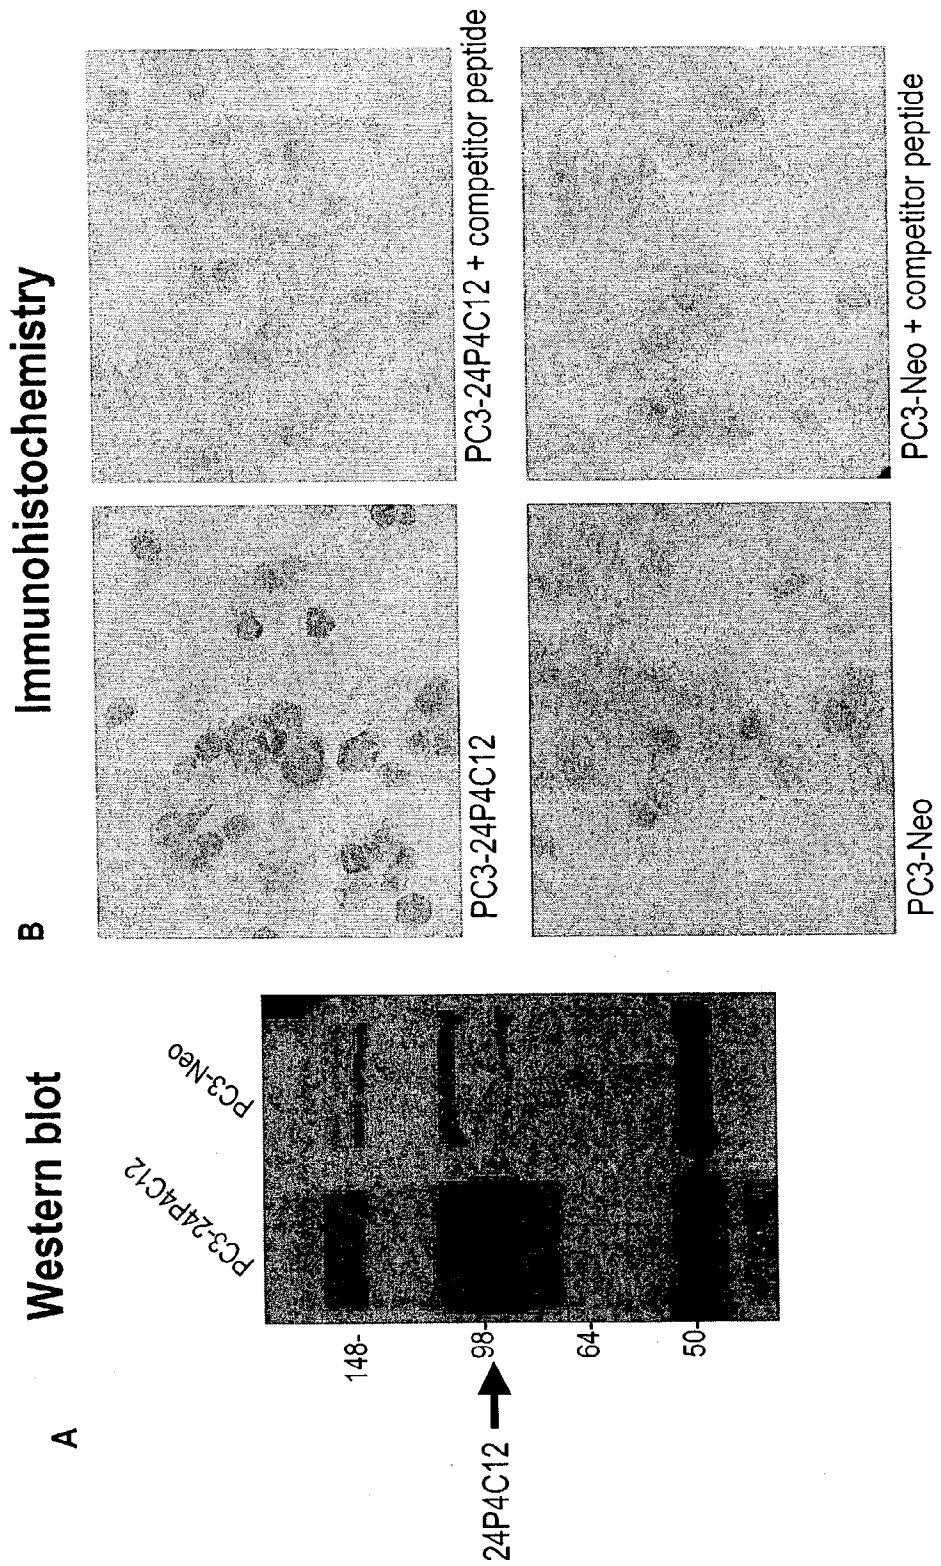 A
Western blot
PC3-24P4C12
PC3-Neo
148-
98-
64-
50-
24P4C12
B
Immunohistochemistry
PC3-24P4C12
PC3-24P4C12 + competitor peptide
PC3-Neo
PC3-Neo + competitor peptide